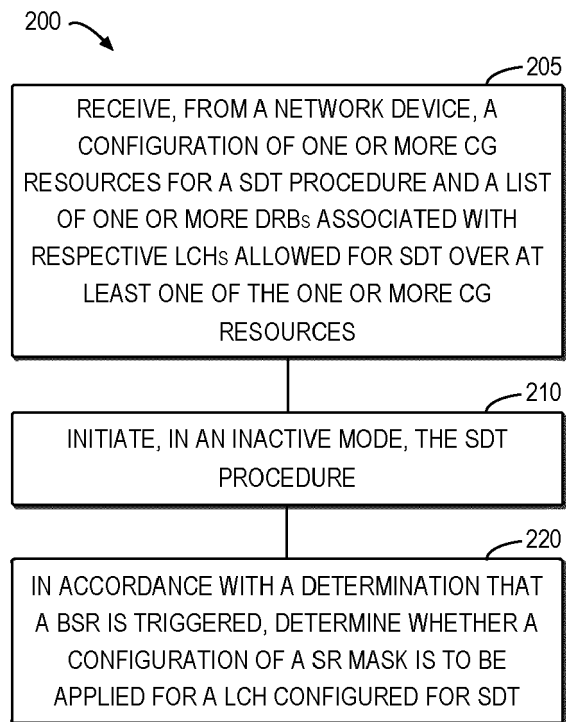 200
205
RECEIVE, FROM A NETWORK DEVICE, A
CONFIGURATION OF ONE OR MORE CG
RESOURCES FOR A SDT PROCEDURE AND A LIST
OF ONE OR MORE DRBs ASSOCIATED WITH
RESPECTIVE LCHs ALLOWED FOR SDT OVER AT
LEAST ONE OF THE ONE OR MORE CG
RESOURCES
210
INITIATE, IN AN INACTIVE MODE, THE SDT
PROCEDURE
220
IN ACCORDANCE WITH A DETERMINATION THAT
A BSR IS TRIGGERED, DETERMINE WHETHER A
CONFIGURATION OF A SR MASK IS TO BE
APPLIED FOR A LCH CONFIGURED FOR SDT